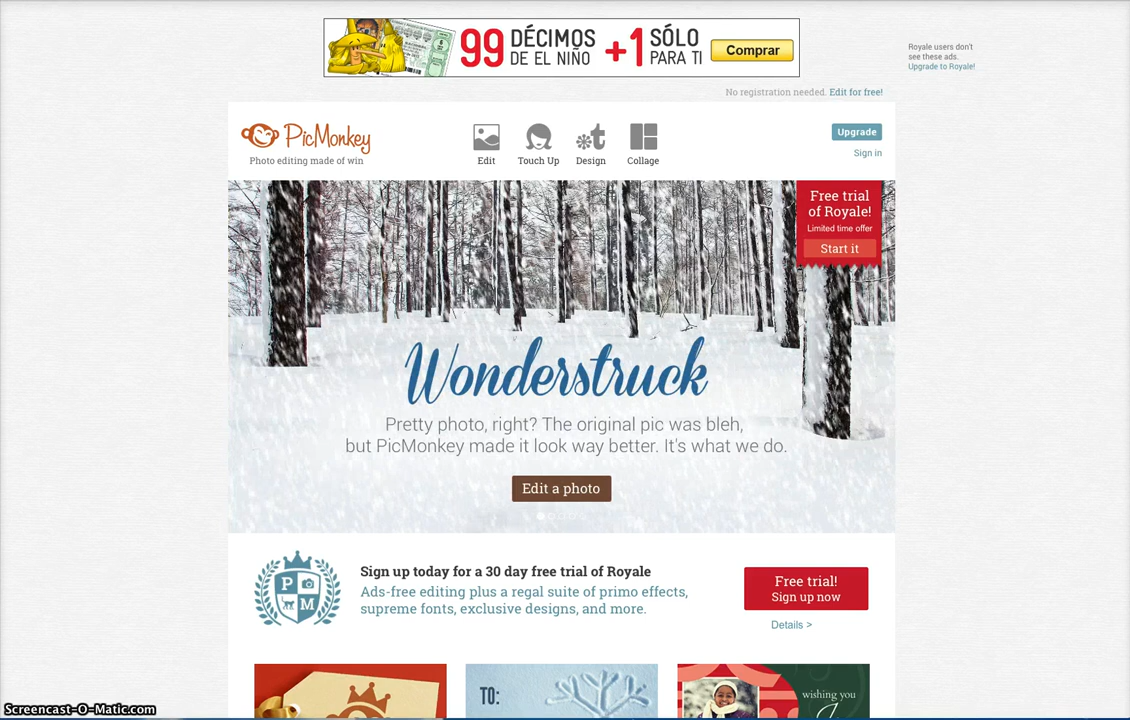 99 DÉCIMOS DE EL NIÑO +1 SÓLO PARA TI Comprar
Royale users don't
see these ads.
Upgrade to Royale!
No registration needed. Edit for free!
PicMonkey
Photo editing made of win
Edit Touch Up Design Collage
Upgrade
Sign in
Free trial
of Royale!
Limited time offer
Start it
Wonderstruck
Pretty photo, right? The original pic was bleh,
but PicMonkey made it look way better. It's what we do.
Edit a photo
P
M
Sign up today for a 30 day free trial of Royale
Ads-free editing plus a regal suite of primo effects,
supreme fonts, exclusive designs, and more.
Free trial!
Sign up now
Details >
TO:
wishing you
Screencast-O-Matic.com